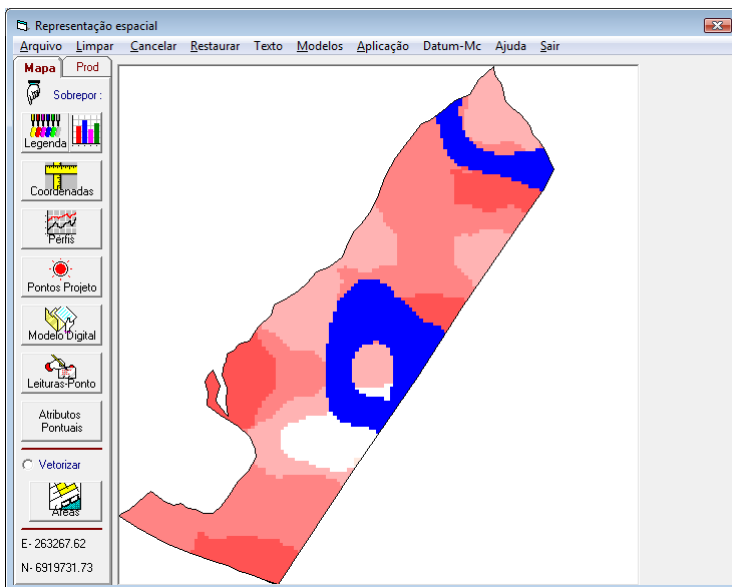 Representação espacial
Arquivo Limpar Cancelar Restaurar Texto Modelos Aplicação Datum-Mc Ajuda Sair
Mapa Prod
Sobrepor :
Legenda
Coordenadas
Perfis
Pontos Projeto
Modelo Digital
Leituras-Ponto
Atributos
Pontuais
Vetorizar
Áreas
E- 263267.62
N- 6919731.73